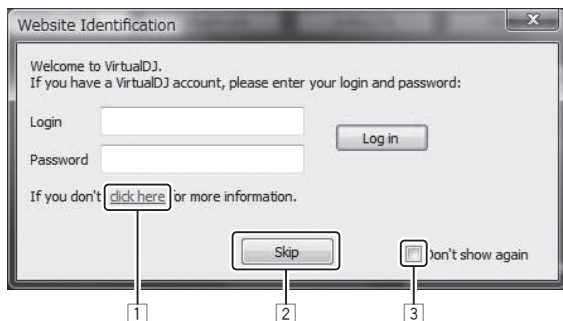 Website Identification
Welcome to VirtualDJ.
If you have a VirtualDJ account, please enter your login and password:
Login
Log in
Password
If you don't click here for more information.
Skip
Don't show again
1
2
3